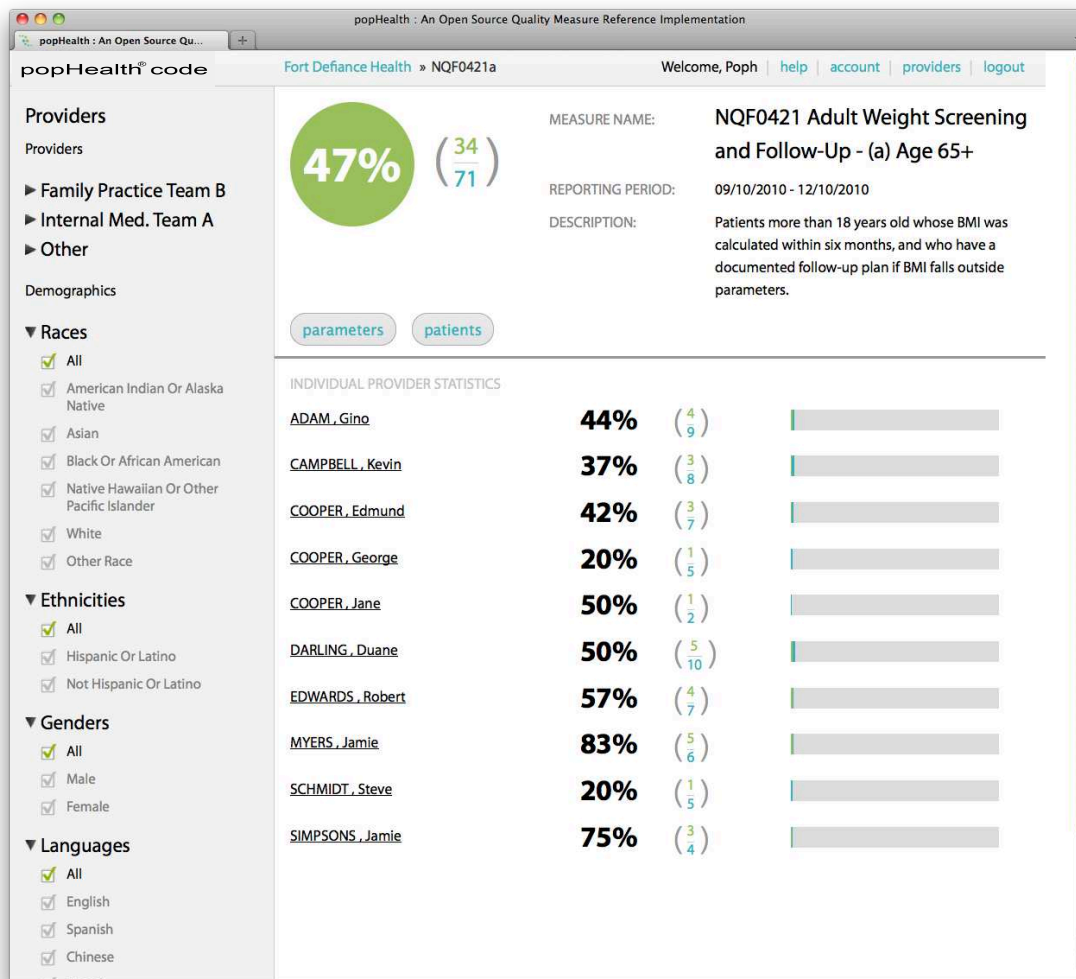 popHealth : An Open Source Quality Measure Reference Implementation
popHealth : An Open Source Qu...
+
popHealth® code
Fort Defiance Health » NQF0421a
Welcome, Poph | help | account | providers | logout
Providers
Providers
Family Practice Team B
Internal Med. Team A
Other
Demographics
Races
All
American Indian Or Alaska
Native
Asian
Black Or African American
Native Hawaiian Or Other
Pacific Islander
White
Other Race
Ethnicities
All
Hispanic Or Latino
Not Hispanic Or Latino
Genders
All
Male
Female
Languages
All
English
Spanish
Chinese
47% (34/71)
MEASURE NAME:
NQF0421 Adult Weight Screening
and Follow-Up - (a) Age 65+
REPORTING PERIOD:
09/10/2010 - 12/10/2010
DESCRIPTION:
Patients more than 18 years old whose BMI was
calculated within six months, and who have a
documented follow-up plan if BMI falls outside
parameters.
parameters
patients
INDIVIDUAL PROVIDER STATISTICS
ADAM , Gino 44% (4/9)
CAMPBELL , Kevin 37% (3/8)
COOPER , Edmund 42% (3/7)
COOPER , George 20% (1/5)
COOPER , Jane 50% (1/2)
DARLING , Duane 50% (5/10)
EDWARDS , Robert 57% (4/7)
MYERS , Jamie 83% (5/6)
SCHMIDT , Steve 20% (1/5)
SIMPSONS , Jamie 75% (3/4)